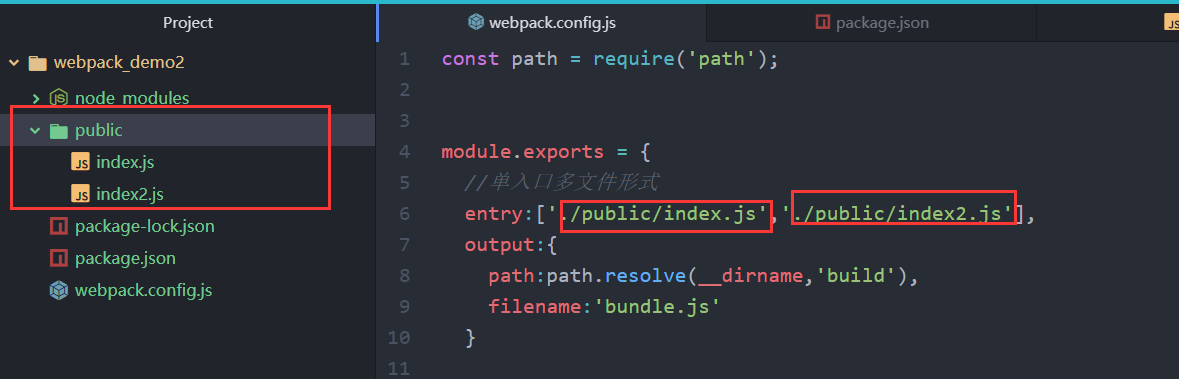 Project
webpack_demo2
node_modules
public
index.js
index2.js
package-lock.json
package.json
webpack.config.js
webpack.config.js
package.json
JS
1 const path = require('path');
2
3
4 module.exports = {
5 //单入口多文件形式
6 entry:['./public/index.js','./public/index2.js'],
7 output:{
8 path:path.resolve(__dirname,'build'),
9 filename:'bundle.js'
10 }
11